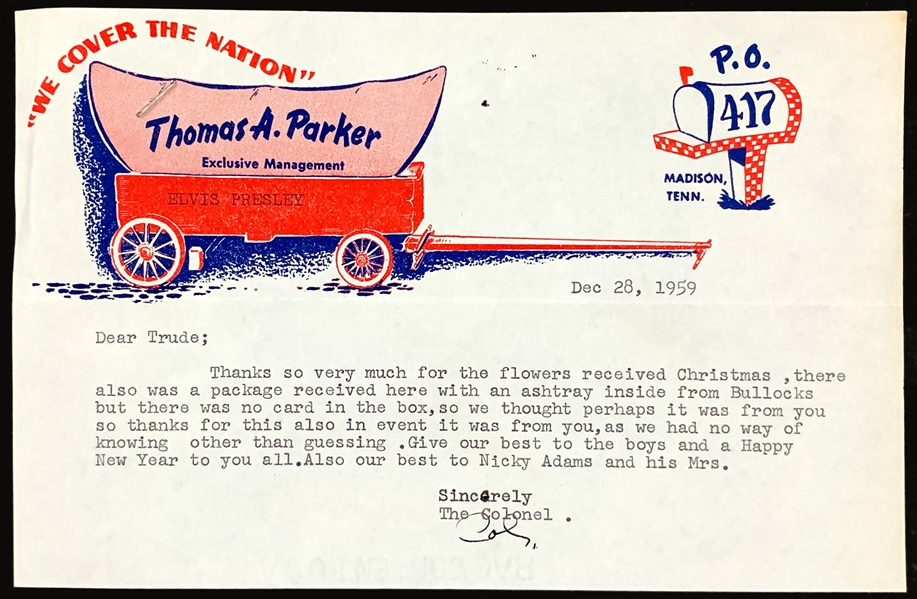 "WE COVER THE NATION"
Thomas A. Parker
Exclusive Management
ELVIS PRESLEY
P.O.
417
MADISON,
TENN.
Dec 28, 1959
Dear Trude;
Thanks so very much for the flowers received Christmas ,there
also was a package received here with an ashtray inside from Bullocks
but there was no card in the box,so we thought perhaps it was from you
so thanks for this also in event it was from you,as we had no way of
knowing other than guessing .Give our best to the boys and a Happy
New Year to you all.Also our best to Nicky Adams and his Mrs.
Sincerely
The Colonel .
Col.